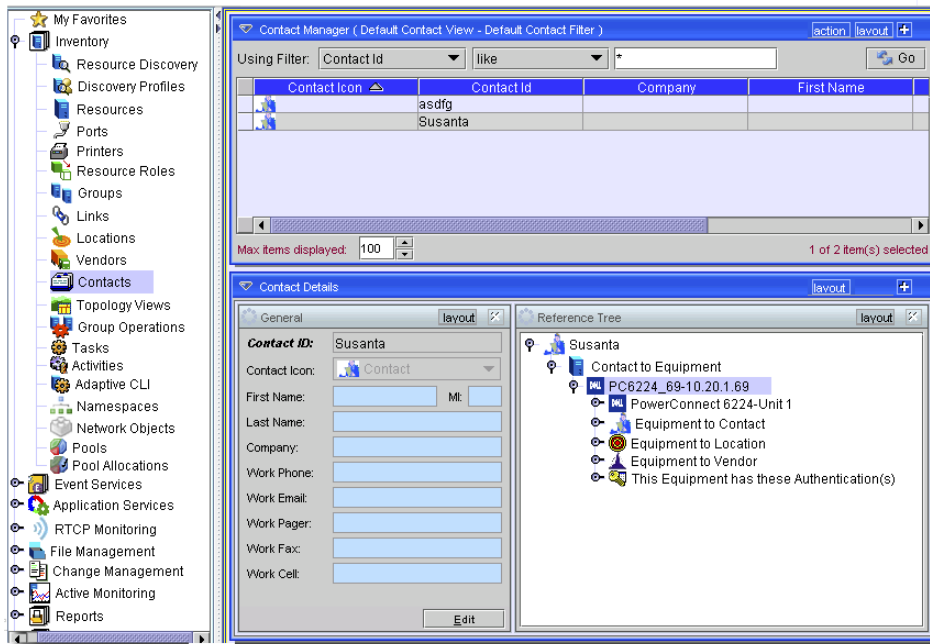 My Favorites
Inventory
Resource Discovery
Discovery Profiles
Resources
Ports
Printers
Resource Roles
Groups
Links
Locations
Vendors
Contacts
Topology Views
Group Operations
Tasks
Activities
Adaptive CLI
Namespaces
Network Objects
Pools
Pool Allocations
Event Services
Application Services
RTCP Monitoring
File Management
Change Management
Active Monitoring
Reports
Contact Manager ( Default Contact View - Default Contact Filter )
action layout
Using Filter: Contact Id like * Go
Contact Icon Contact Id Company First Name
asdfg
Susanta
Max items displayed: 100 1 of 2 item(s) selected
Contact Details layout
General layout
Contact ID: Susanta
Contact Icon: Contact
First Name: MI:
Last Name:
Company:
Work Phone:
Work Email:
Work Pager:
Work Fax:
Work Cell:
Edit
Reference Tree layout
Susanta
Contact to Equipment
DELL PC6224_69-10.20.1.69
DELL PowerConnect 6224-Unit 1
Equipment to Contact
Equipment to Location
Equipment to Vendor
This Equipment has these Authentication(s)